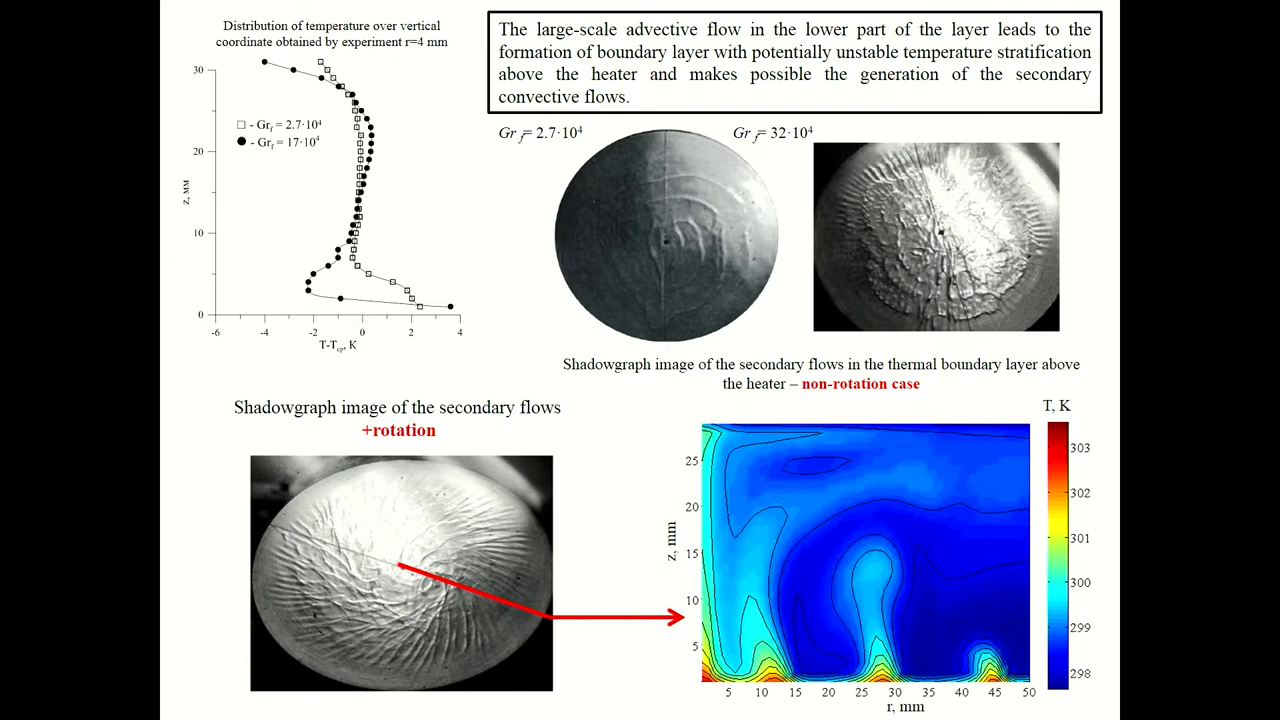 Distribution of temperature over vertical
coordinate obtained by experiment r=4 mm
30
20
10
0
z, мм
□ - Grf = 2.7·10⁴
● - Grf = 17·10⁴
-6 -4 -2 0 2 4
T-Tср, K
The large-scale advective flow in the lower part of the layer leads to the
formation of boundary layer with potentially unstable temperature stratification
above the heater and makes possible the generation of the secondary
convective flows.
Gr f= 2.7·10⁴
Gr f= 32·10⁴
Shadowgraph image of the secondary flows in the thermal boundary layer above
the heater – non-rotation case
Shadowgraph image of the secondary flows
+rotation
T, K
303
302
301
300
299
298
25
20
15
10
5
z, mm
5 10 15 20 25 30 35 40 45 50
r, mm